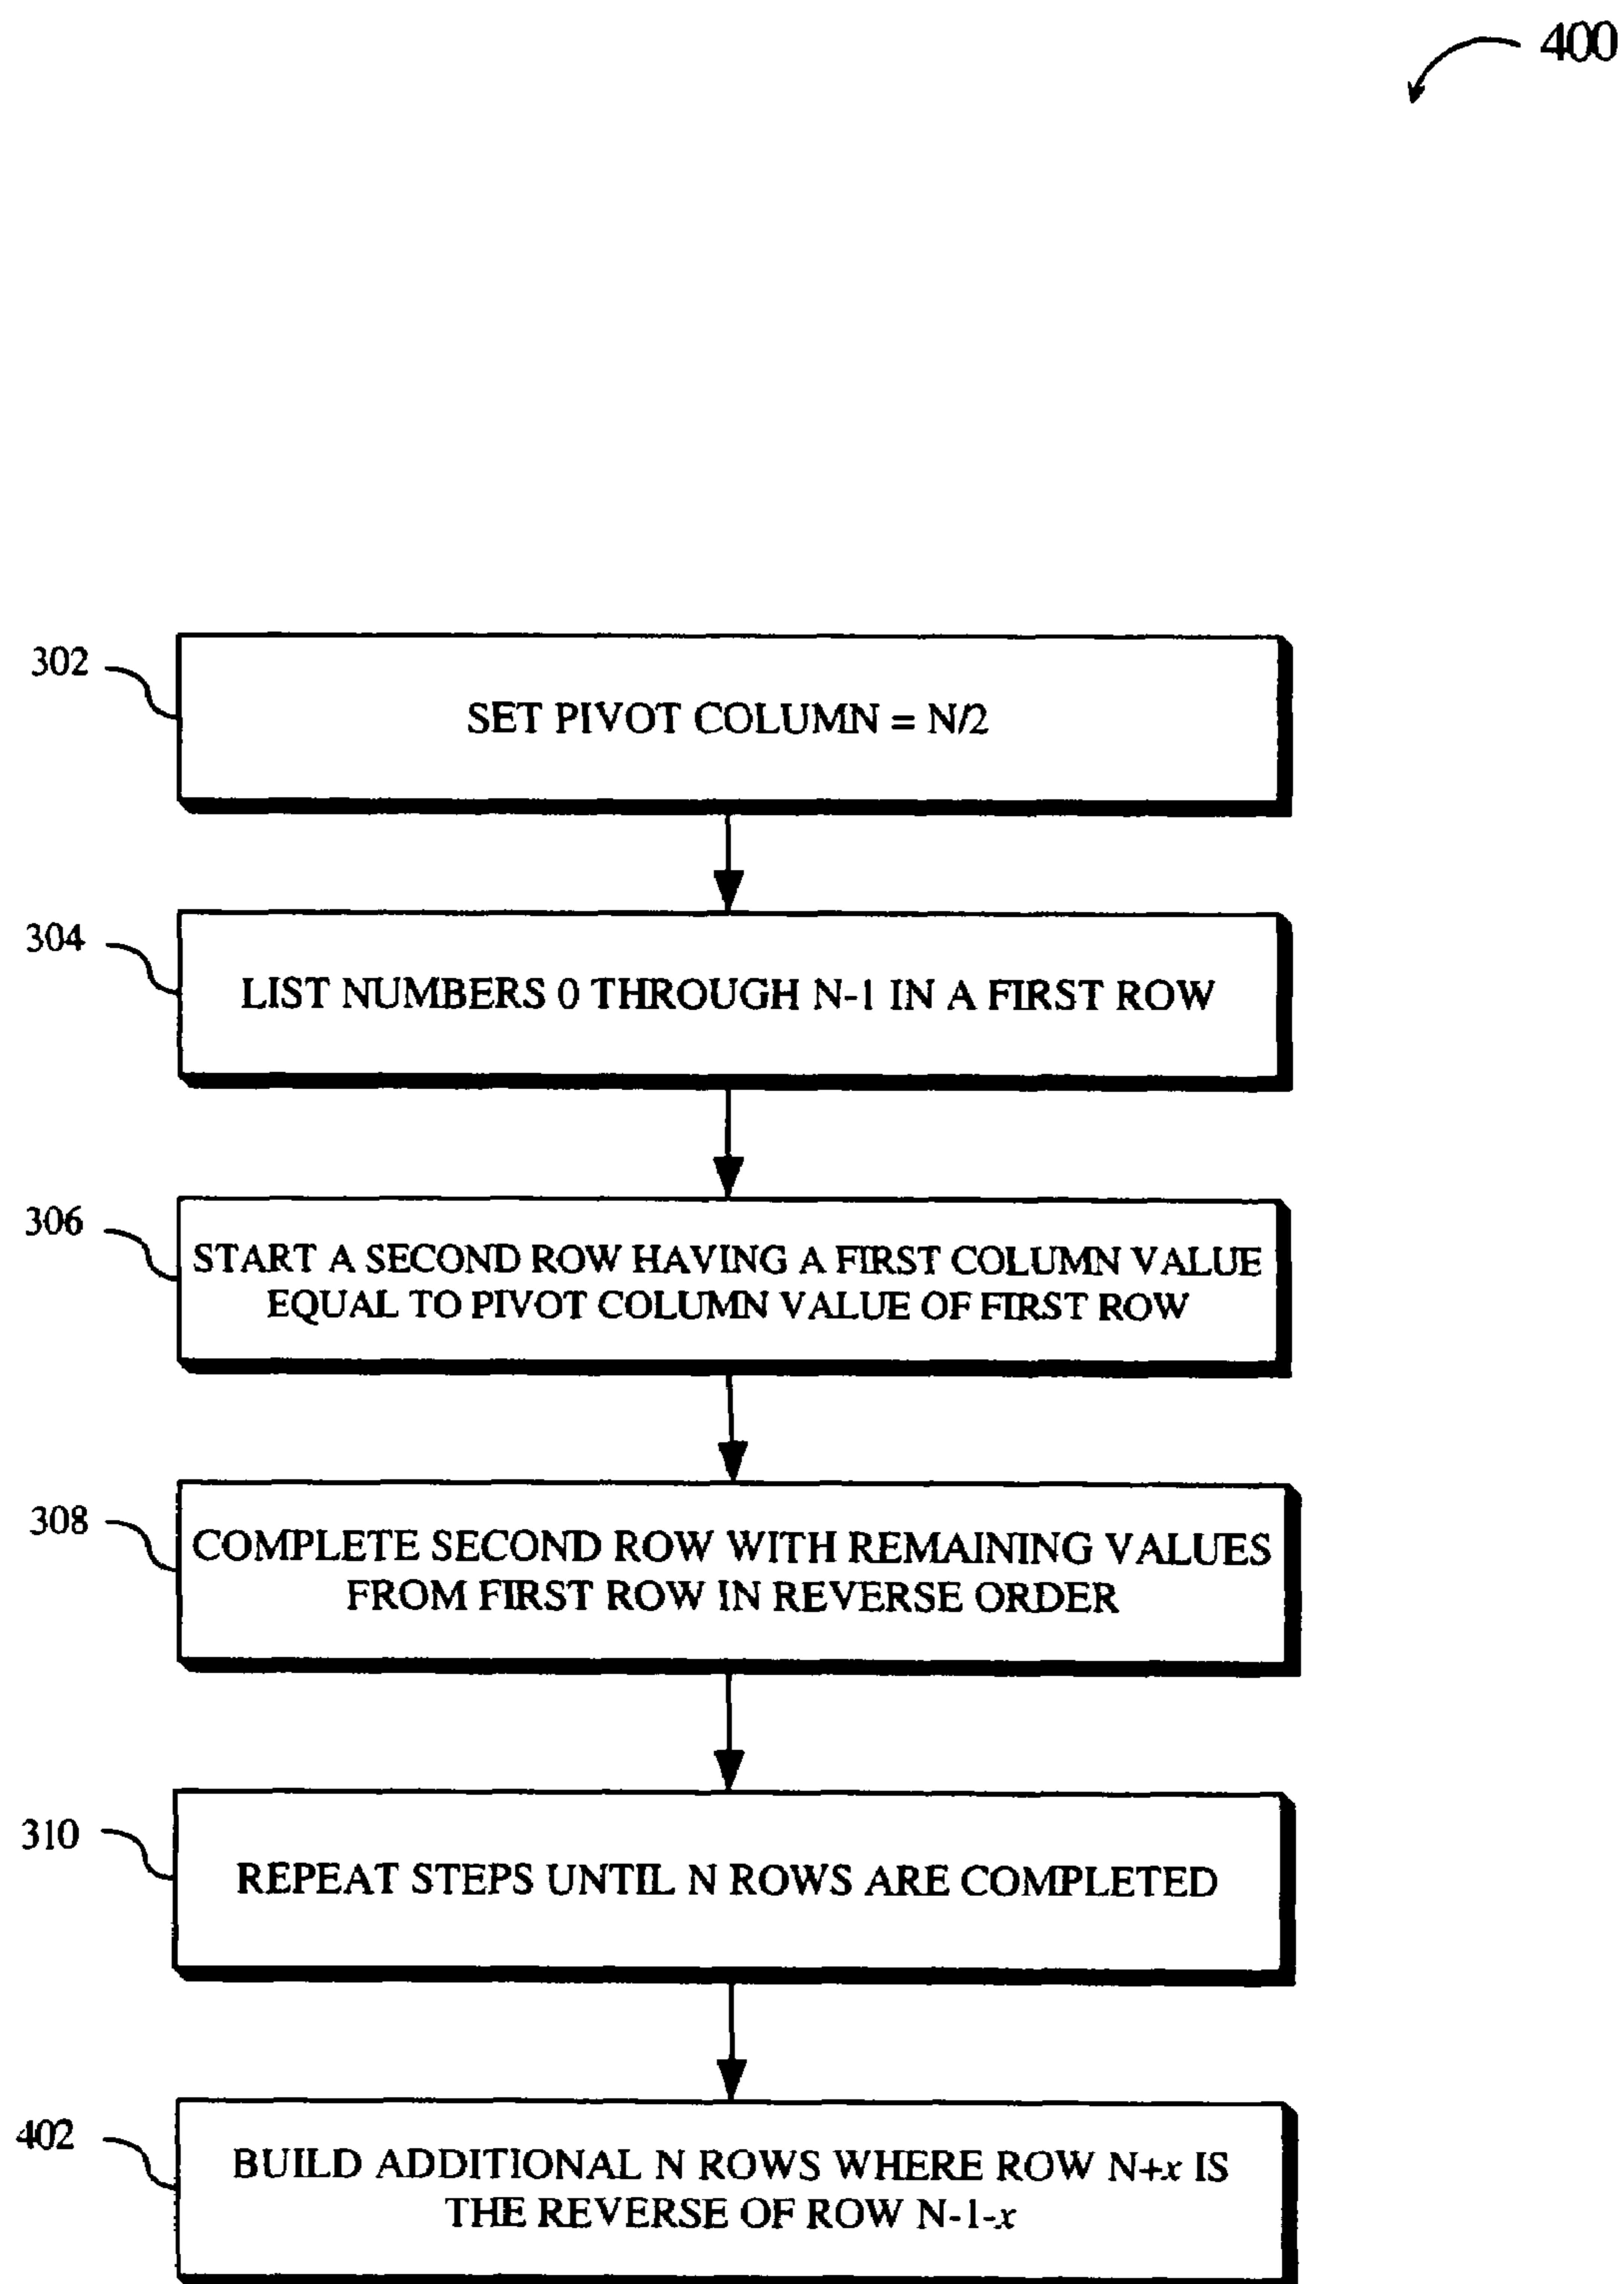 400
302
SET PIVOT COLUMN = N/2
304
LIST NUMBERS 0 THROUGH N-1 IN A FIRST ROW
306
START A SECOND ROW HAVING A FIRST COLUMN VALUE
EQUAL TO PIVOT COLUMN VALUE OF FIRST ROW
308
COMPLETE SECOND ROW WITH REMAINING VALUES
FROM FIRST ROW IN REVERSE ORDER
310
REPEAT STEPS UNTIL N ROWS ARE COMPLETED
402
BUILD ADDITIONAL N ROWS WHERE ROW N+x IS
THE REVERSE OF ROW N-1-x